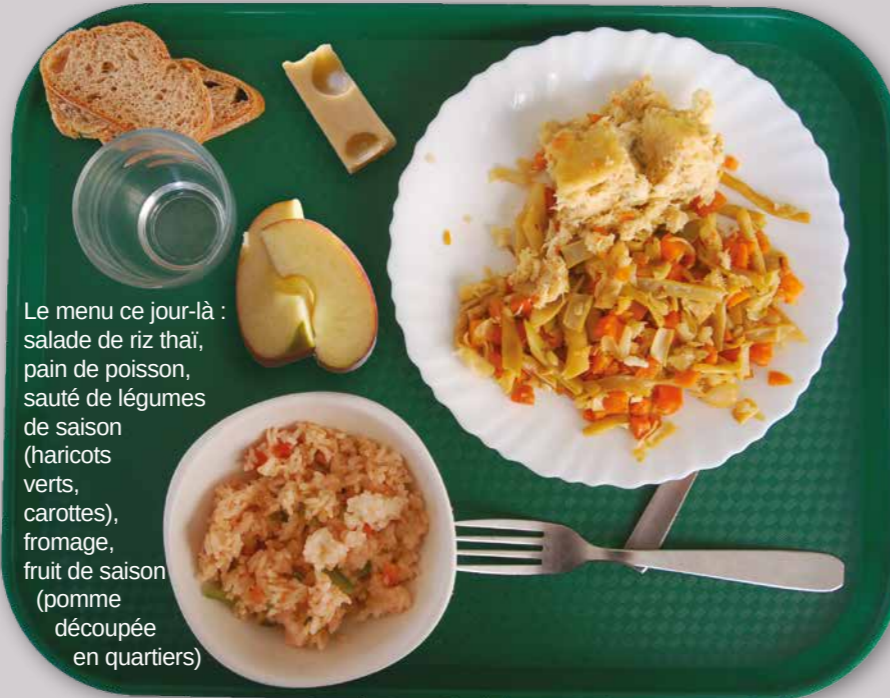 Le menu ce jour-là :
salade de riz thaï,
pain de poisson,
sauté de légumes
de saison
(haricots
verts,
carottes),
fromage,
fruit de saison
(pomme
découpée
en quartiers)